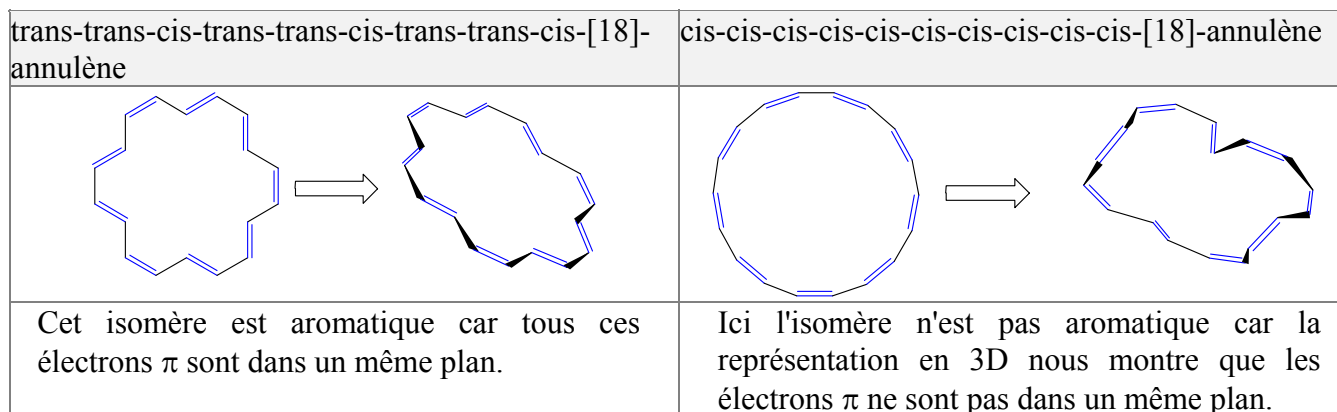 trans-trans-cis-trans-trans-cis-trans-trans-cis-[18]-
annulène
cis-cis-cis-cis-cis-cis-cis-cis-cis-cis-[18]-annulène
Cet isomère est aromatique car tous ces
électrons π sont dans un même plan.
Ici l'isomère n'est pas aromatique car la
représentation en 3D nous montre que les
électrons π ne sont pas dans un même plan.